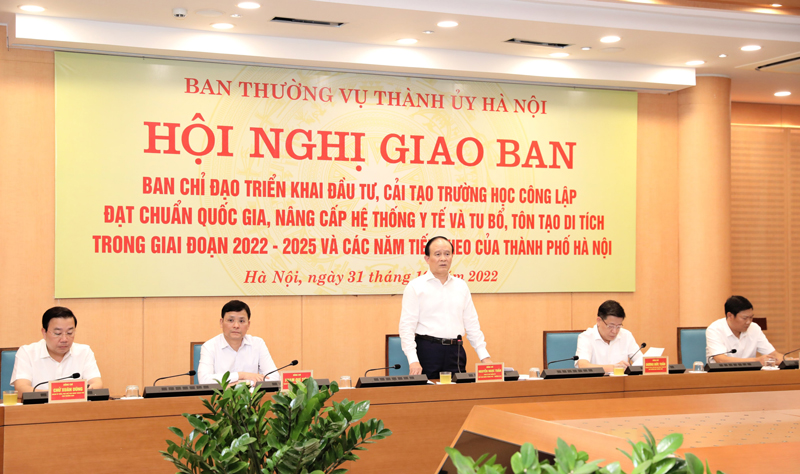 BAN THƯỜNG VỤ THÀNH ỦY HÀ NỘI
HỘI NGHỊ GIAO BAN
BAN CHỈ ĐẠO TRIỂN KHAI ĐẦU TƯ, CẢI TẠO TRƯỜNG HỌC CÔNG LẬP
ĐẠT CHUẨN QUỐC GIA, NÂNG CẤP HỆ THỐNG Y TẾ VÀ TU BỔ, TÔN TẠO DI TÍCH
TRONG GIAI ĐOẠN 2022 - 2025 VÀ CÁC NĂM CỦA THÀNH PHỐ HÀ NỘI
Hà Nội, ngày 31 tháng 2022